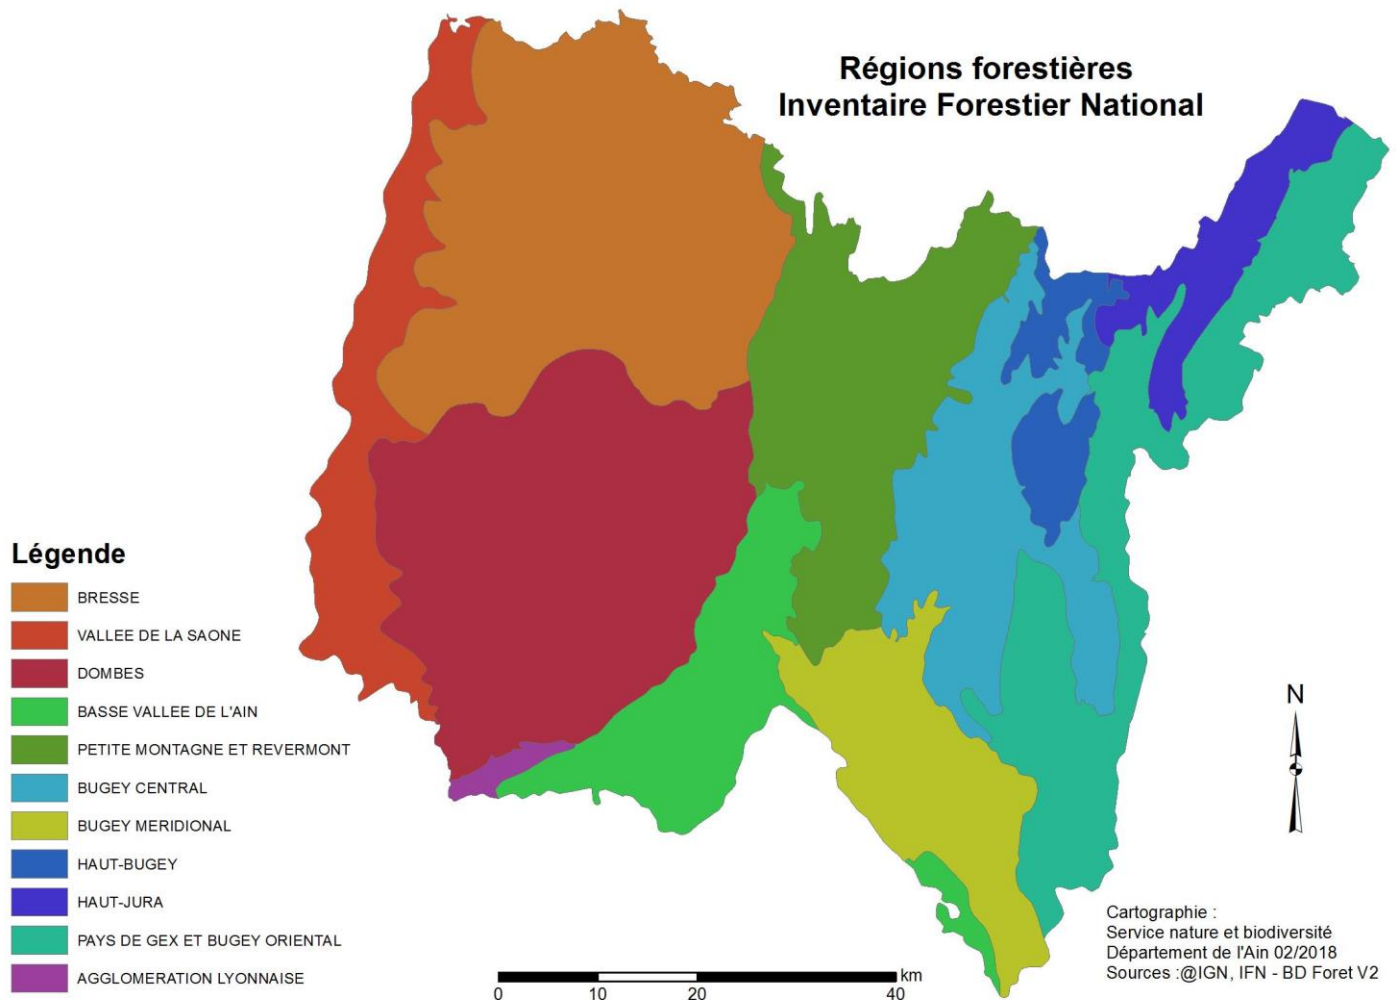 Régions forestières
Inventaire Forestier National
Légende
BRESSE
VALLEE DE LA SAONE
DOMBES
BASSE VALLEE DE L'AIN
PETITE MONTAGNE ET REVERMONT
BUGEY CENTRAL
BUGEY MERIDIONAL
HAUT-BUGEY
HAUT-JURA
PAYS DE GEX ET BUGEY ORIENTAL
AGGLOMERATION LYONNAISE
N
km
0 10 20 40
Cartographie :
Service nature et biodiversité
Département de l'Ain 02/2018
Sources :@IGN, IFN - BD Foret V2